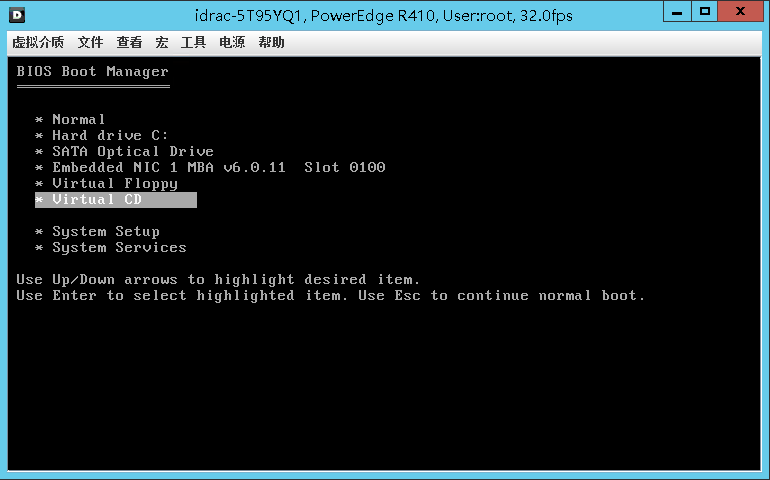 D
idrac-5T95YQ1, PowerEdge R410, User:root, 32.0fps
虚拟介质 文件 查看 宏 工具 电源 帮助
BIOS Boot Manager
* Normal
* Hard drive C:
* SATA Optical Drive
* Embedded NIC 1 MBA v6.0.11  Slot 0100
* Virtual Floppy
* Virtual CD
* System Setup
* System Services
Use Up/Down arrows to highlight desired item.
Use Enter to select highlighted item. Use Esc to continue normal boot.